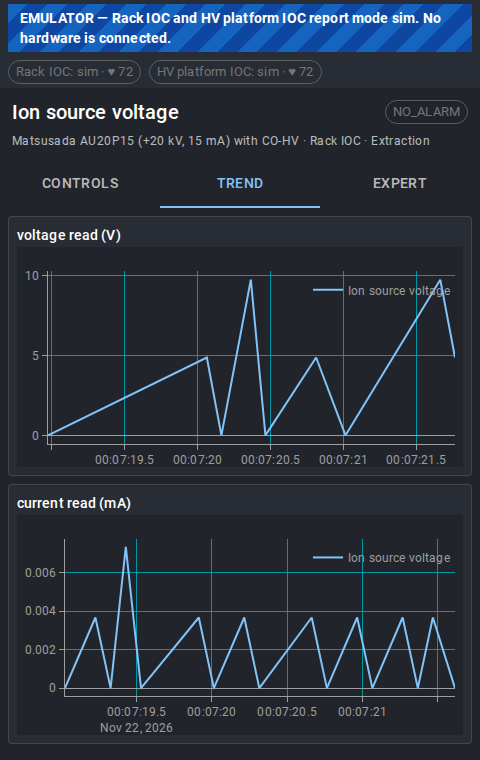 EMULATOR — Rack IOC and HV platform IOC report mode sim. No
hardware is connected.
Rack IOC: sim · ♥ 72
HV platform IOC: sim · ♥ 72
Ion source voltage
NO_ALARM
Matsusada AU20P15 (+20 kV, 15 mA) with CO-HV · Rack IOC · Extraction
CONTROLS
TREND
EXPERT
voltage read (V)
Ion source voltage
10
5
0
00:07:19.5
00:07:20
00:07:20.5
00:07:21
00:07:21.5
current read (mA)
Ion source voltage
0.006
0.004
0.002
0
00:07:19.5
00:07:20
00:07:20.5
00:07:21
Nov 22, 2026